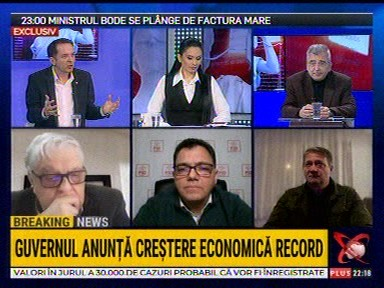 23:00 MINISTRUL BODE SE PLÂNGE DE FACTURA MARE
EXCLUSIV
BREAKING NEWS
GUVERNUL ANUNȚĂ CREȘTERE ECONOMICĂ RECORD
VALORI ÎN JURUL A 30.000 DE CAZURI PROBABIL CĂ VOR FI ÎNREGISTRATE
PLUS 22:18